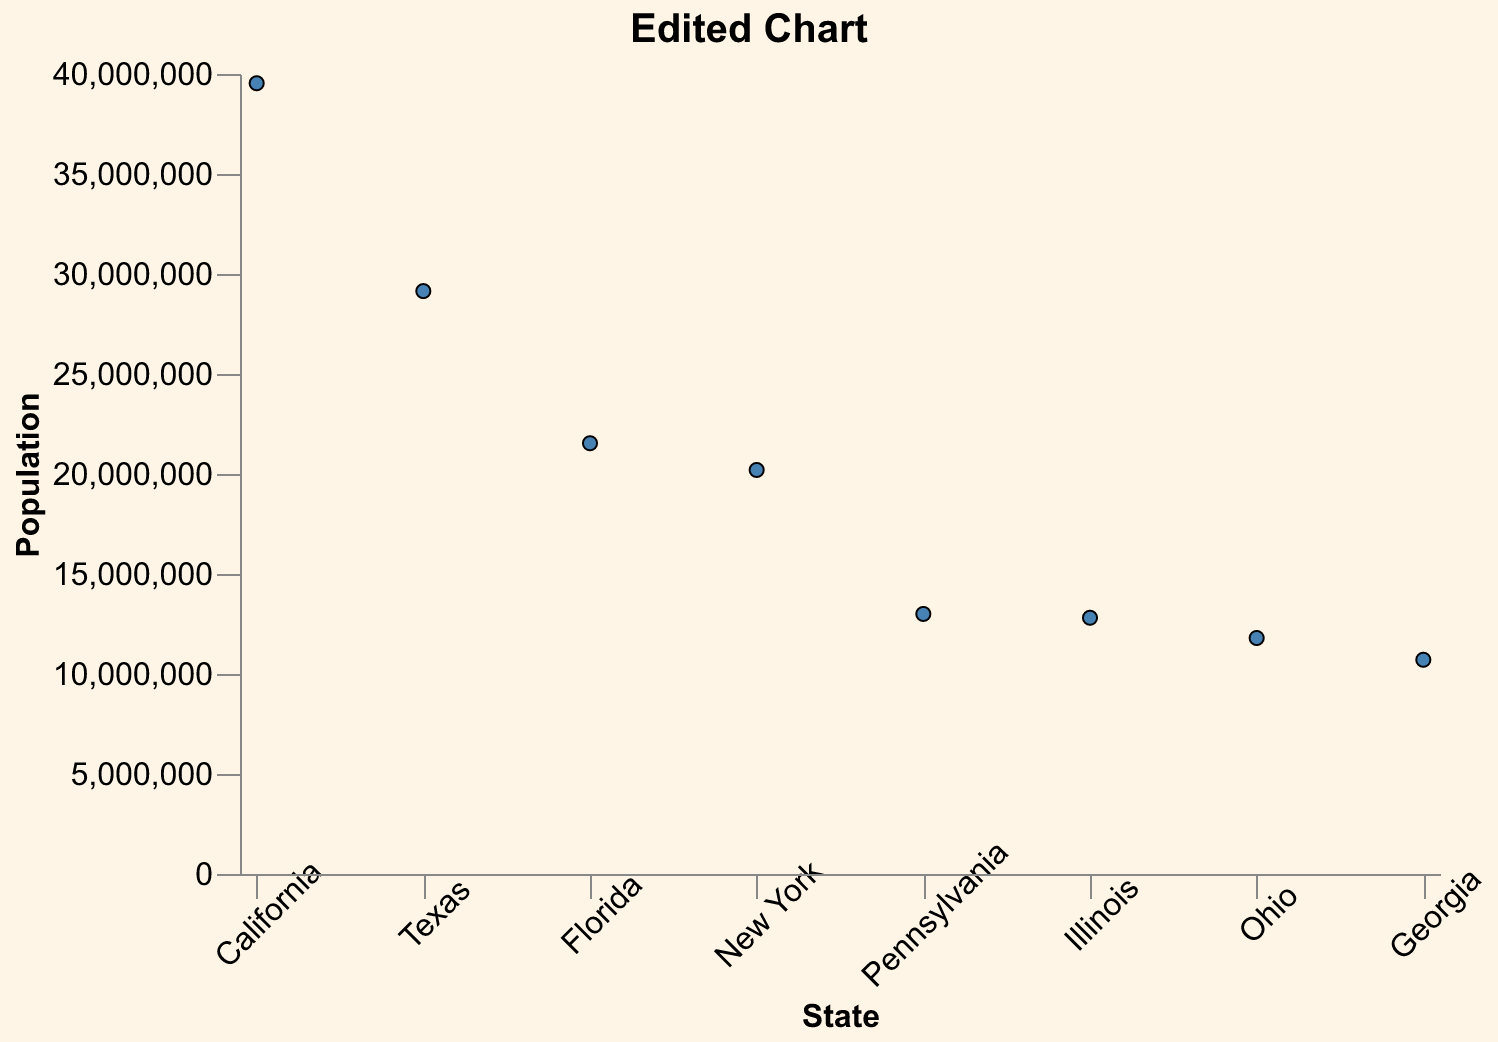 Edited Chart
40,000,000
35,000,000
30,000,000
25,000,000
20,000,000
15,000,000
10,000,000
5,000,000
0
Population
California
Texas
Florida
New York
Pennsylvania
Illinois
Ohio
Georgia
State